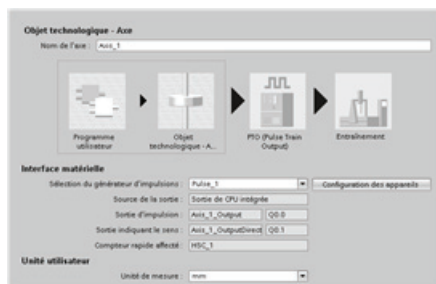 Objet technologique - Axe
Nom de l'axe : Axis_1
Programme utilisateur
Objet technologique - A...
PTO (Pulse Train Output)
Entraînement
Interface matérielle
Sélection du générateur d'impulsions : Pulse_1 Configuration des appareils
Source de la sortie : Sortie de CPU intégrée
Sortie d'impulsion : Axis_1_Output Q0.0
Sortie indiquant le sens : Axis_1_OutputDirect Q0.1
Compteur rapide affecté : HSC_1
Unité utilisateur
Unité de mesure : mm